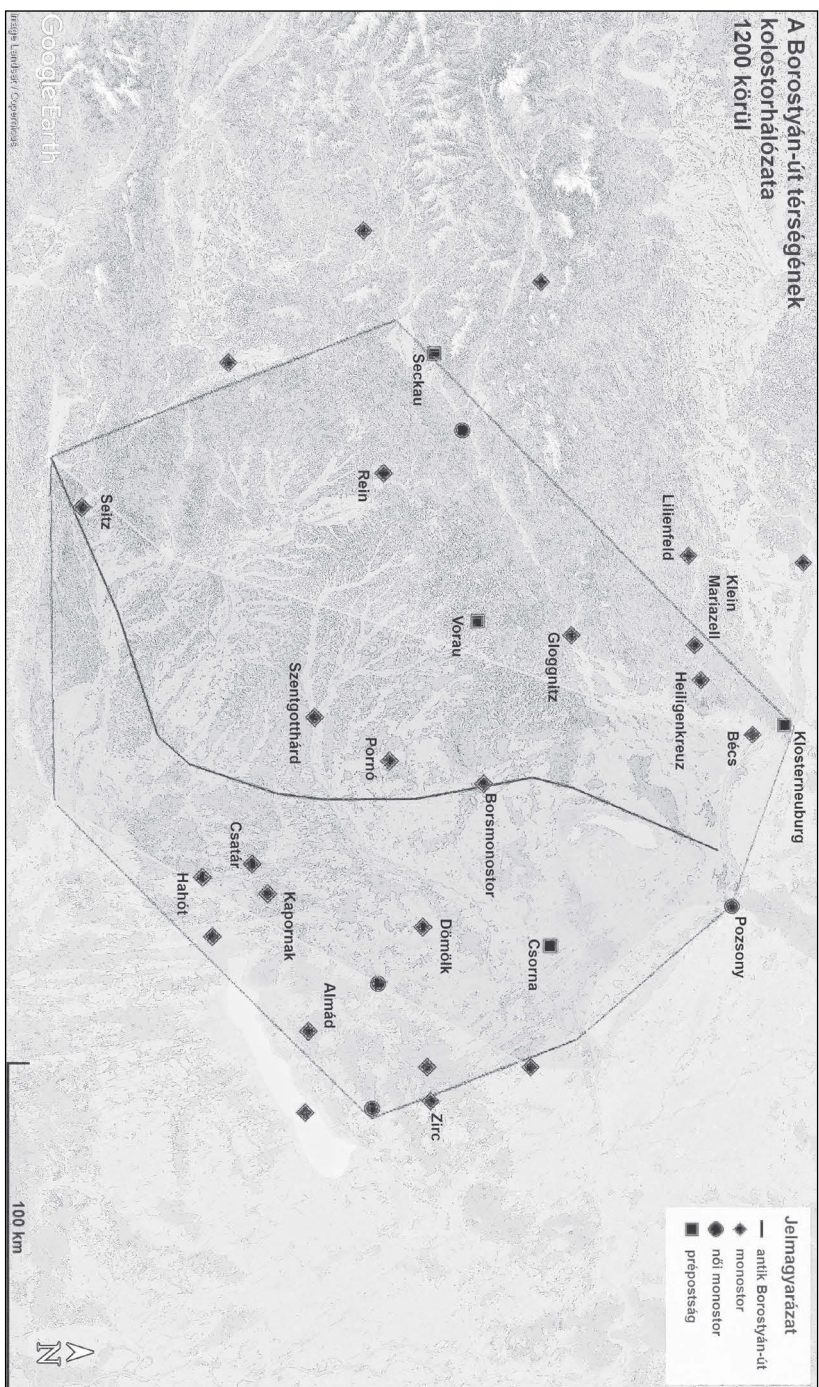 A Borostyán-út térségének
kolostorhálózata
1200 körül
Klosterneuburg
Bécs
Klein
Mariazell
Heiligenkreuz
Lilienfeld
Pozsony
Gloggnitz
Csorna
Borsmonostor
Vorau
Seckau
Dömölk
Zirc
Rein
Pornó
Szentgotthárd
Almád
Kapornak
Csatár
Hahót
Seitz
Jelmagyarázat
antik Borostyán-út
monostor
női monostor
prépostság
Google Earth
Image Landsat / Copernicus
100 km
N